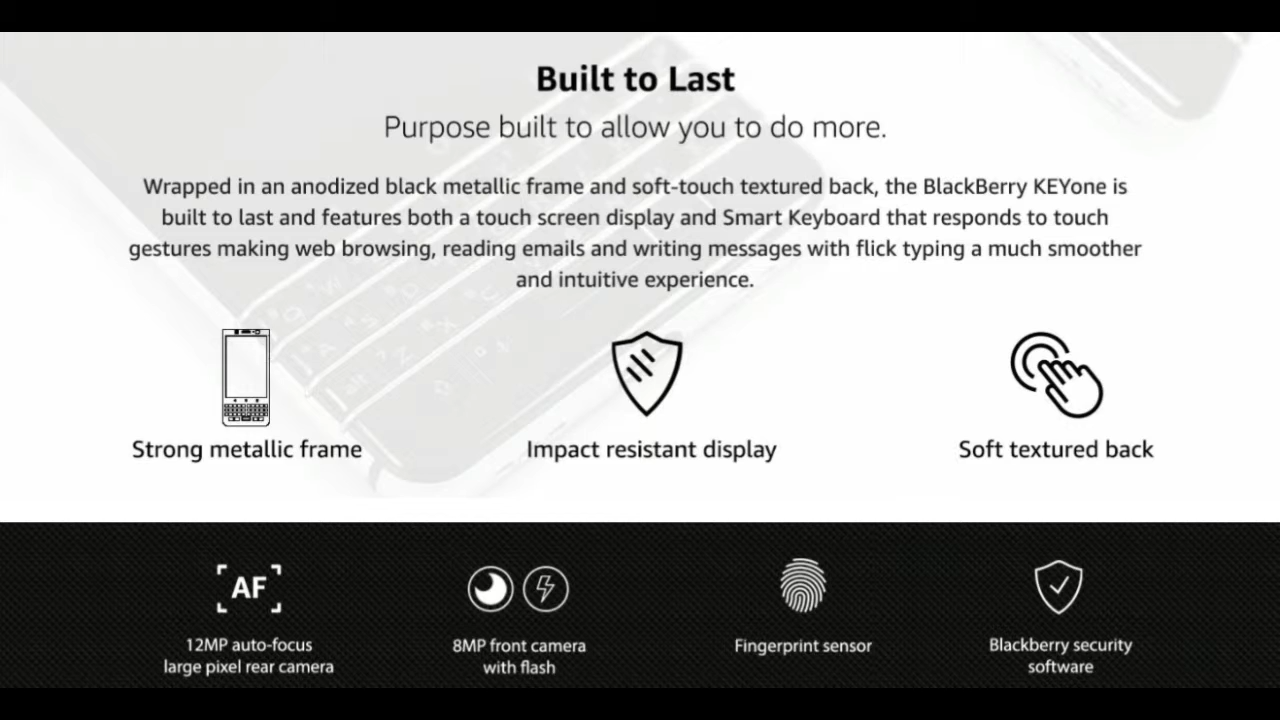 Built to Last
Purpose built to allow you to do more.
Wrapped in an anodized black metallic frame and soft-touch textured back, the BlackBerry KEYone is
built to last and features both a touch screen display and Smart Keyboard that responds to touch
gestures making web browsing, reading emails and writing messages with flick typing a much smoother
and intuitive experience.
Strong metallic frame
Impact resistant display
Soft textured back
AF
12MP auto-focus
large pixel rear camera
8MP front camera
with flash
Fingerprint sensor
Blackberry security
software